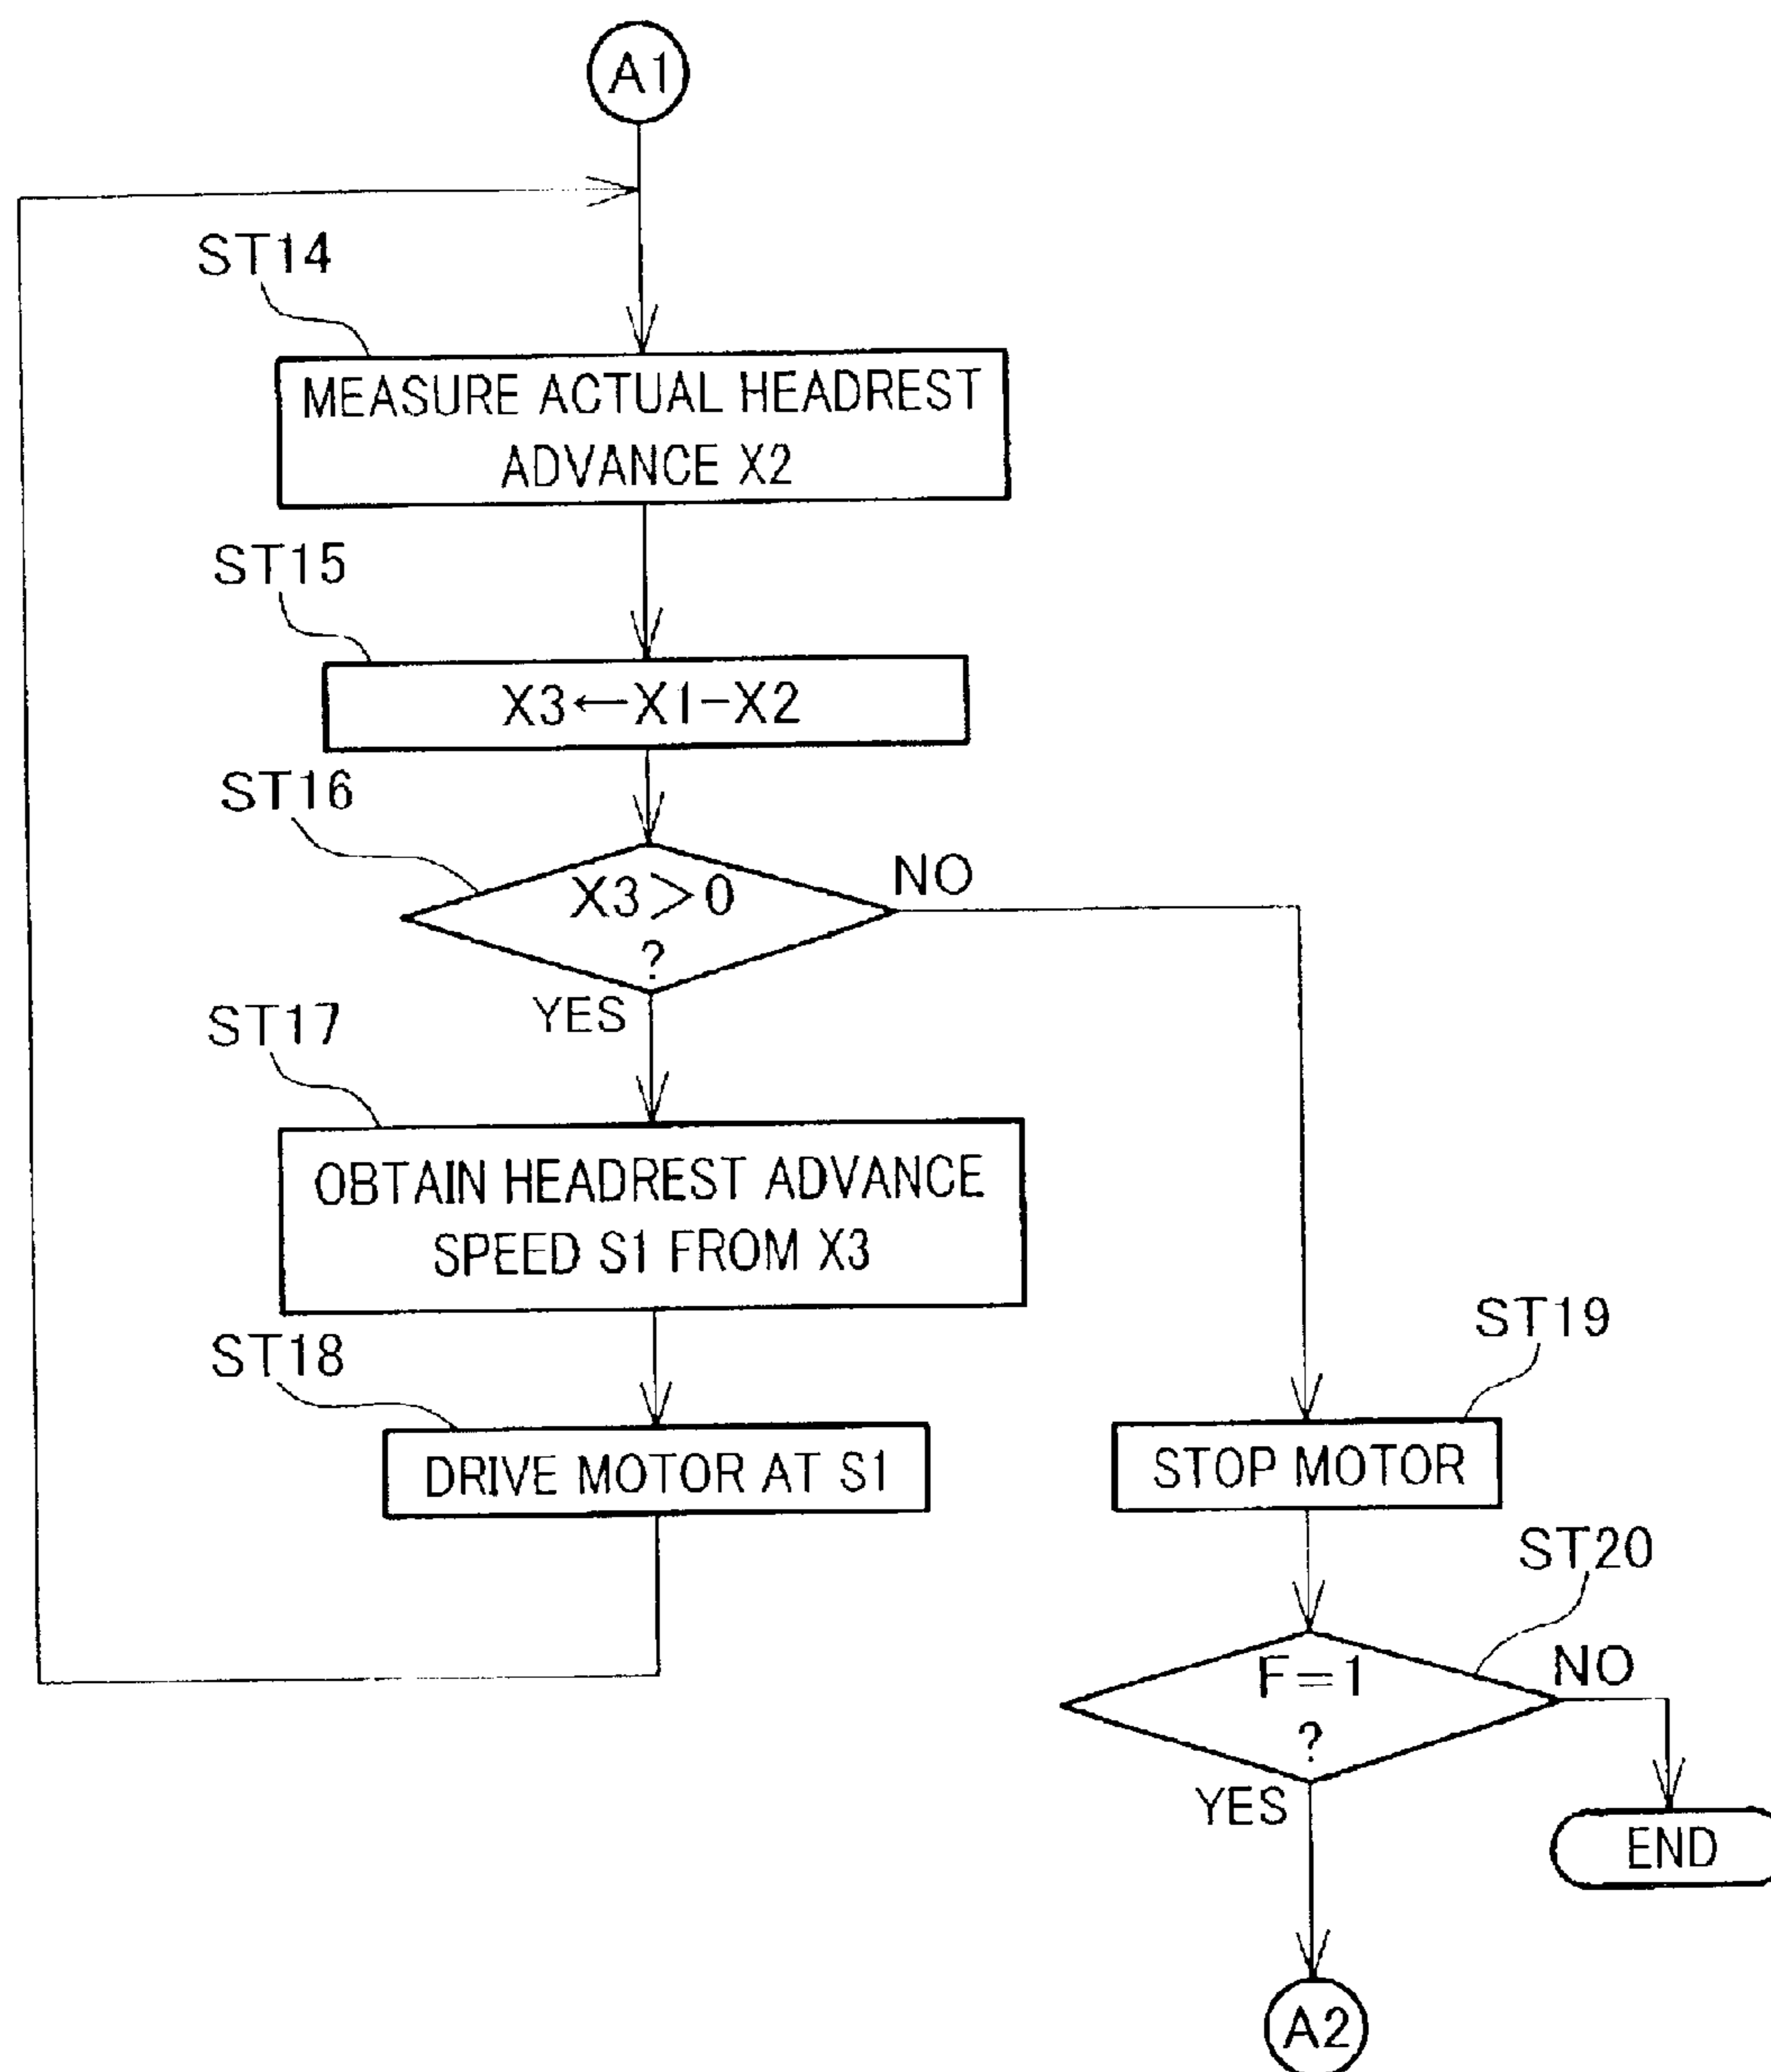 A1
ST14
MEASURE ACTUAL HEADREST
ADVANCE X2
ST15
X3←X1-X2
ST16
X3>0
?
NO
YES
ST17
OBTAIN HEADREST ADVANCE
SPEED S1 FROM X3
ST18
DRIVE MOTOR AT S1
ST19
STOP MOTOR
ST20
F=1
?
NO
YES
END
A2